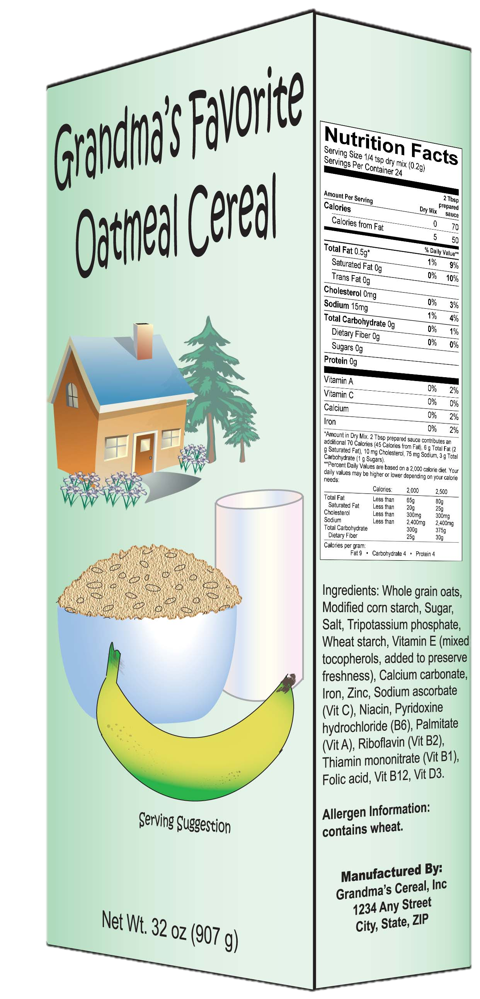 Grandma's Favorite
Oatmeal Cereal
Serving Suggestion
Net Wt. 32 oz (907 g)
Nutrition Facts
Serving Size 1/4 tsp dry mix (0.2g)
Servings Per Container 24
Amount Per Serving Dry Mix 2 Tbsp prepared sauce
Calories 0 70
Calories from Fat 5 50
% Daily Value**
Total Fat 0.5g* 1% 9%
Saturated Fat 0g 0% 10%
Trans Fat 0g
Cholesterol 0mg 0% 3%
Sodium 15mg 1% 4%
Total Carbohydrate 0g 0% 1%
Dietary Fiber 0g 0% 0%
Sugars 0g
Protein 0g
Vitamin A 0% 2%
Vitamin C 0% 0%
Calcium 0% 2%
Iron 0% 2%
*Amount in Dry Mix. 2 Tbsp prepared sauce contributes an
additional 70 Calories (45 Calories from Fat), 6 g Total Fat (2
g Saturated Fat), 10 mg Cholesterol, 75 mg Sodium, 3 g Total
Carbohydrate (1 g Sugars).
**Percent Daily Values are based on a 2,000 calorie diet. Your
daily values may be higher or lower depending on your calorie
needs:
Calories: 2,000 2,500
Total Fat Less than 65g 80g
Saturated Fat Less than 20g 25g
Cholesterol Less than 300mg 300mg
Sodium Less than 2,400mg 2,400mg
Total Carbohydrate 300g 375g
Dietary Fiber 25g 30g
Calories per gram:
Fat 9 • Carbohydrate 4 • Protein 4
Ingredients: Whole grain oats,
Modified corn starch, Sugar,
Salt, Tripotassium phosphate,
Wheat starch, Vitamin E (mixed
tocopherols, added to preserve
freshness), Calcium carbonate,
Iron, Zinc, Sodium ascorbate
(Vit C), Niacin, Pyridoxine
hydrochloride (B6), Palmitate
(Vit A), Riboflavin (Vit B2),
Thiamin mononitrate (Vit B1),
Folic acid, Vit B12, Vit D3.
Allergen Information:
contains wheat.
Manufactured By:
Grandma's Cereal, Inc
1234 Any Street
City, State, ZIP